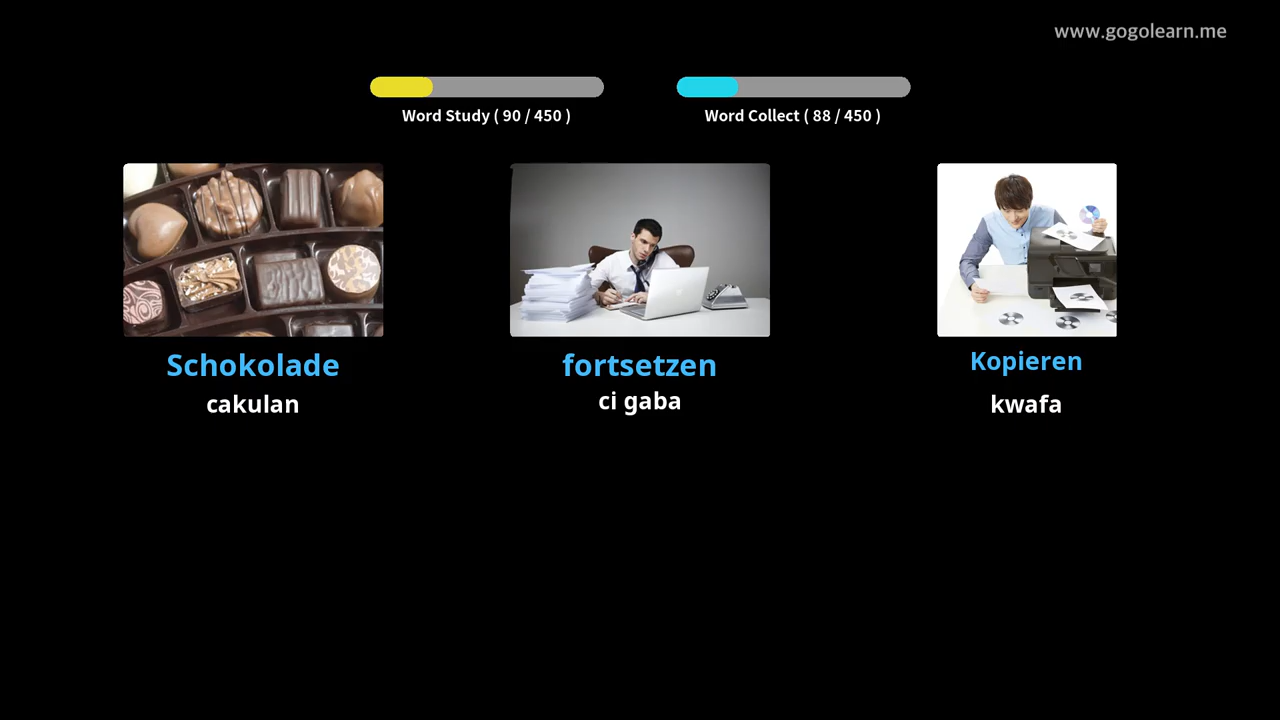 www.gogolearn.me
Word Study ( 90 / 450 )
Word Collect ( 88 / 450 )
Schokolade
cakulan
fortsetzen
ci gaba
Kopieren
kwafa